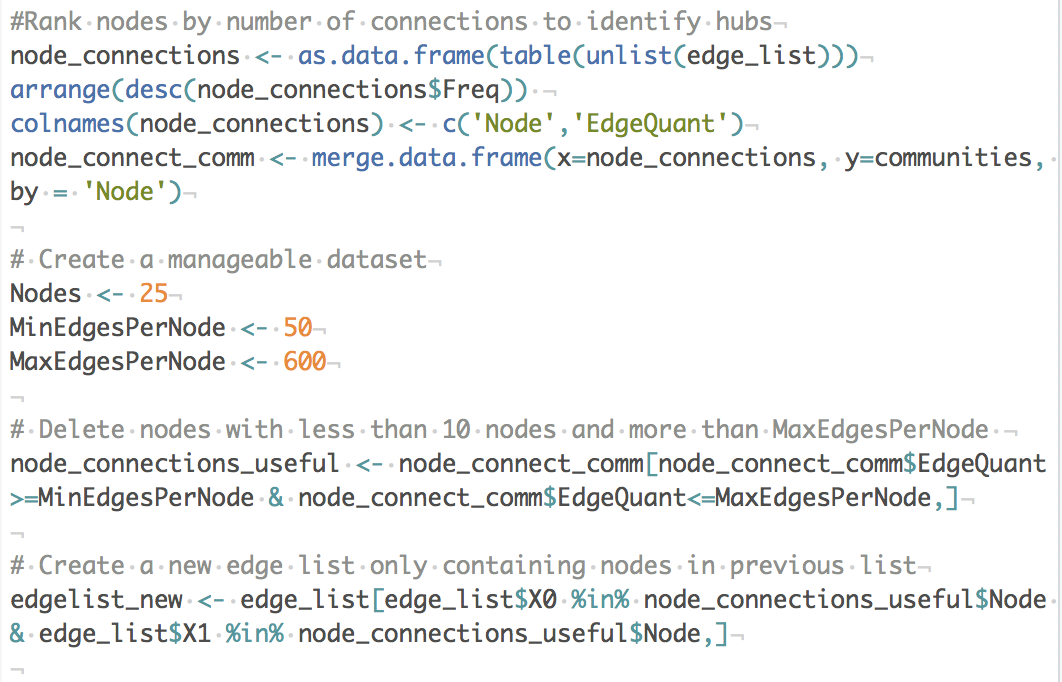 #Rank nodes by number of connections to identify hubs
node_connections <- as.data.frame(table(unlist(edge_list)))
arrange(desc(node_connections$Freq))
colnames(node_connections) <- c('Node','EdgeQuant')
node_connect_comm <- merge.data.frame(x=node_connections, y=communities,
by = 'Node')

# Create a manageable dataset
Nodes <- 25
MinEdgesPerNode <- 50
MaxEdgesPerNode <- 600

# Delete nodes with less than 10 nodes and more than MaxEdgesPerNode
node_connections_useful <- node_connect_comm[node_connect_comm$EdgeQuant
>=MinEdgesPerNode & node_connect_comm$EdgeQuant<=MaxEdgesPerNode,]

# Create a new edge list only containing nodes in previous list
edgelist_new <- edge_list[edge_list$X0 %in% node_connections_useful$Node
& edge_list$X1 %in% node_connections_useful$Node,]